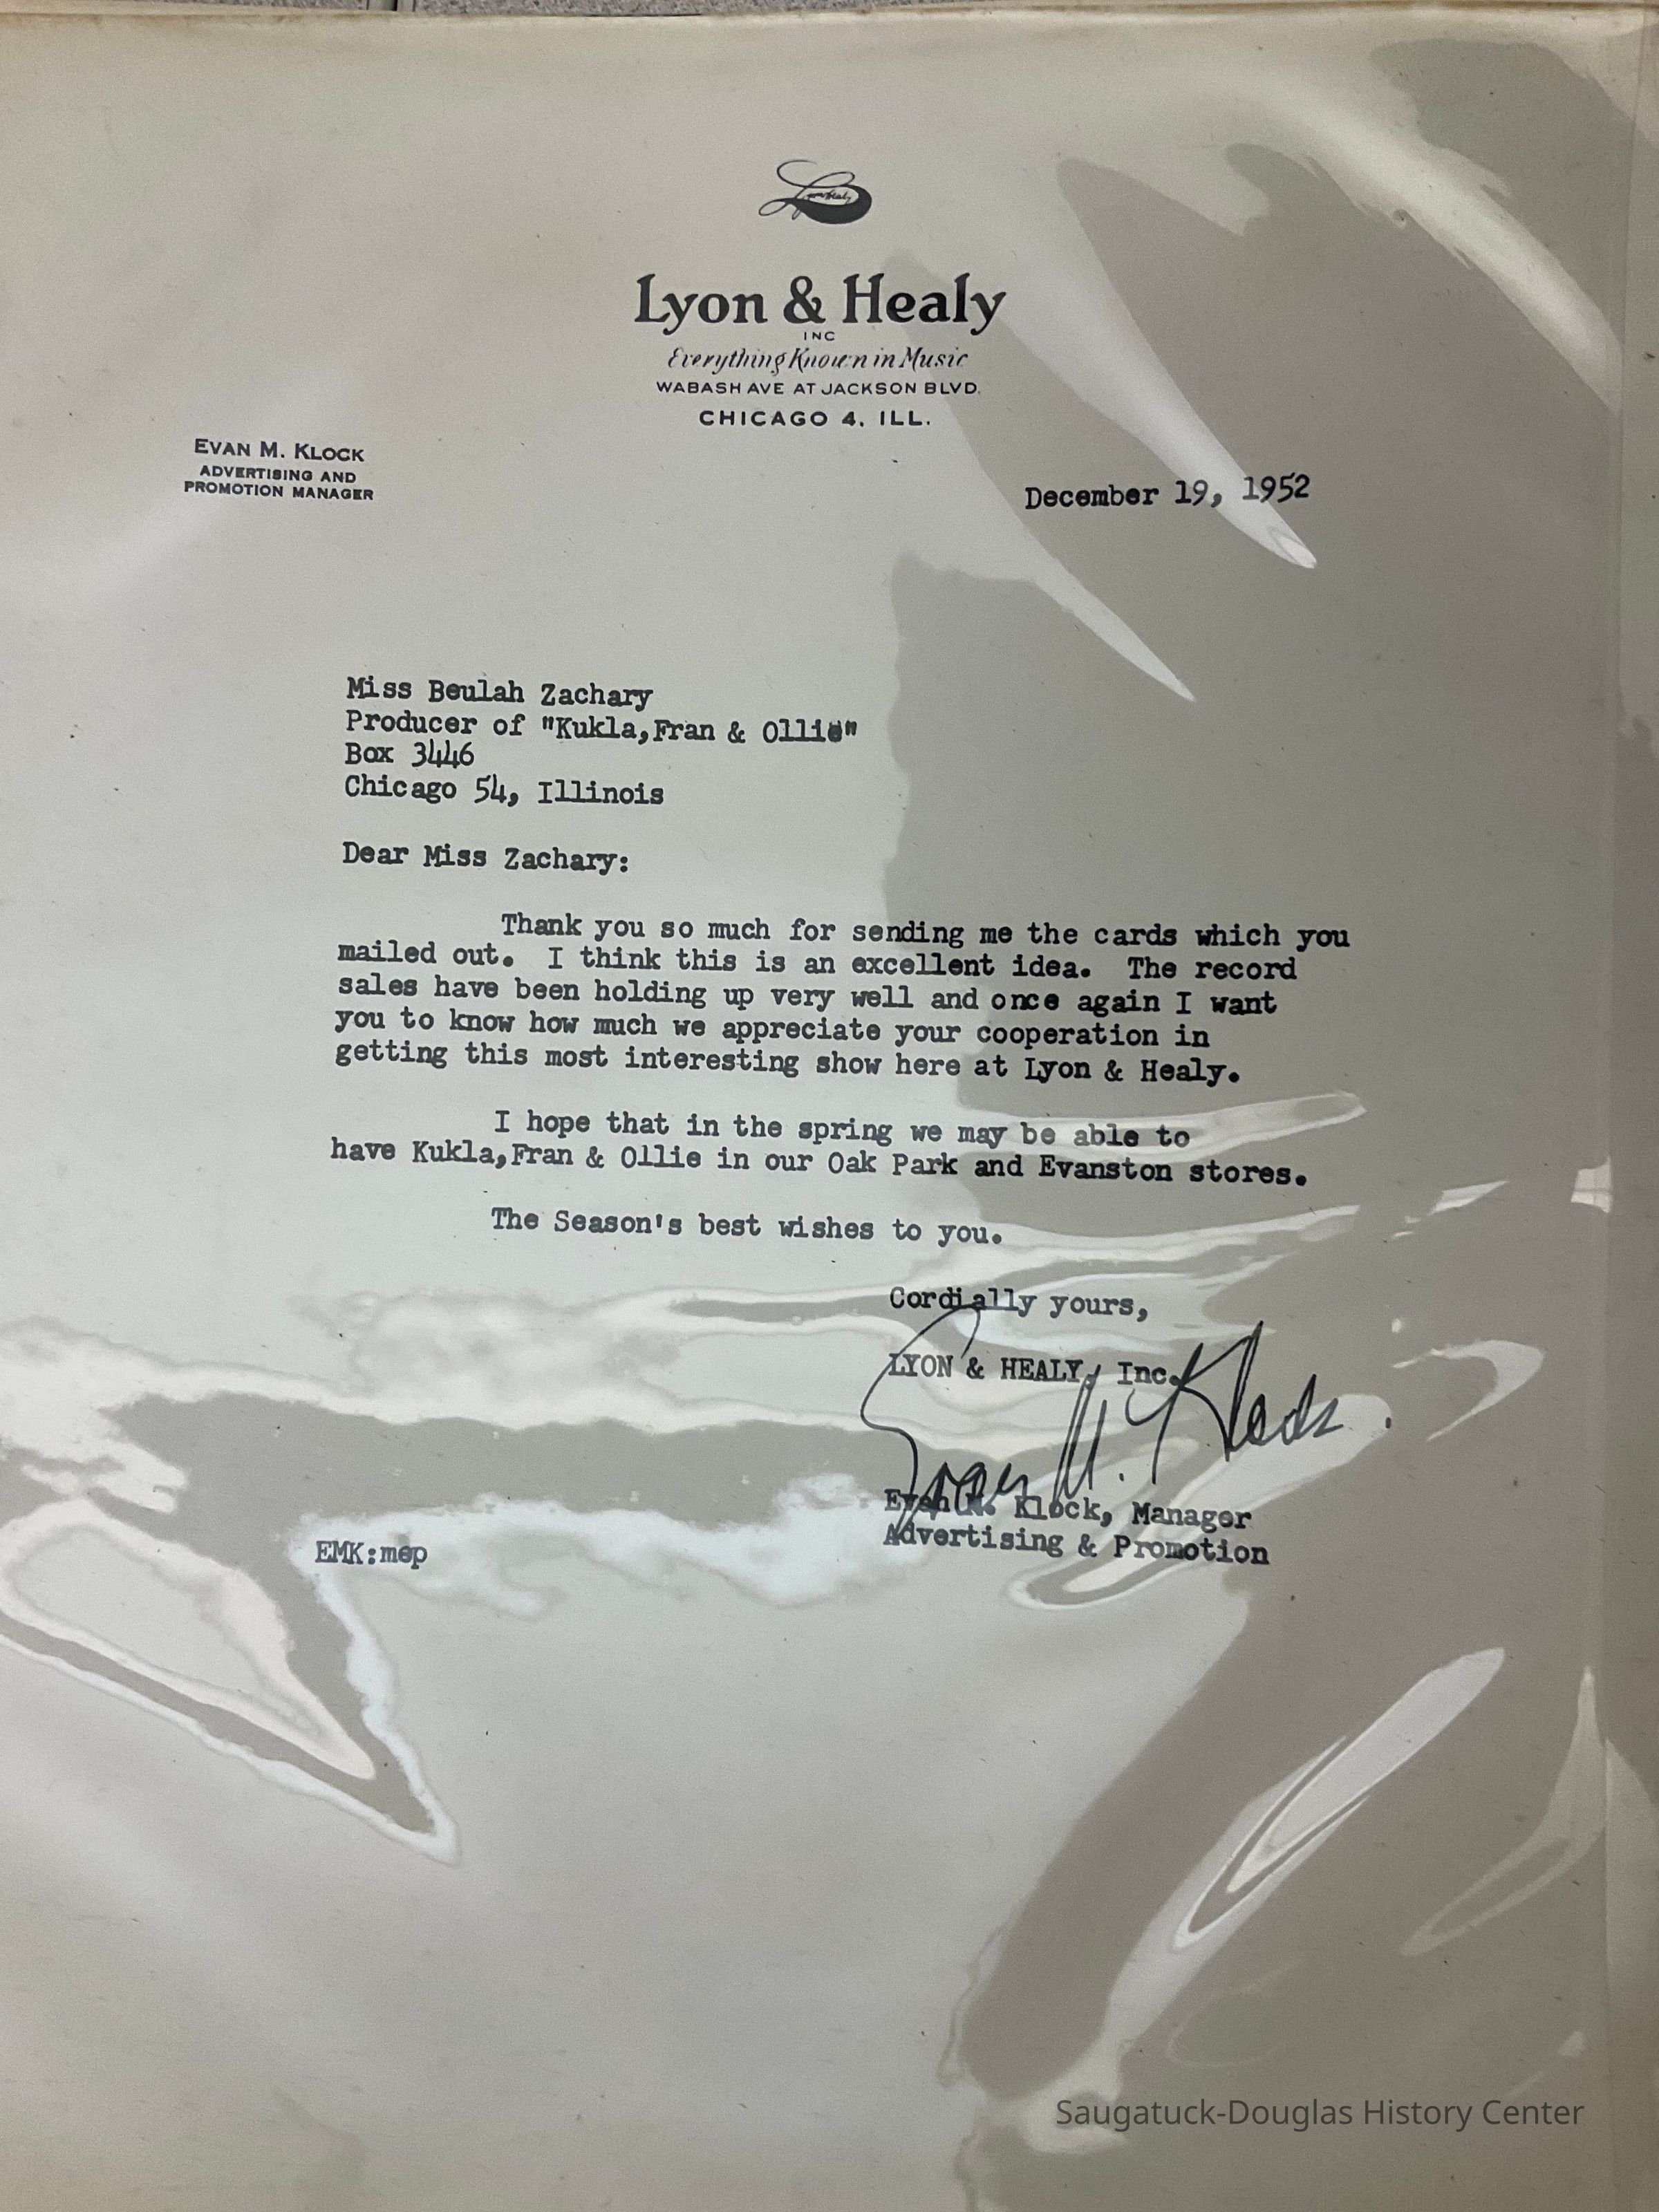 Lyon & Healy
INC
Everything Known in Music
WABASH AVE AT JACKSON BLVD.
CHICAGO 4, ILL.
EVAN M. KLOCK
ADVERTISING AND
PROMOTION MANAGER
December 19, 1952
Miss Beulah Zachary
Producer of "Kukla,Fran & Ollie"
Box 3446
Chicago 54, Illinois
Dear Miss Zachary:
Thank you so much for sending me the cards which you
mailed out.  I think this is an excellent idea.  The record
sales have been holding up very well and once again I want
you to know how much we appreciate your cooperation in
getting this most interesting show here at Lyon & Healy.
I hope that in the spring we may be able to
have Kukla,Fran & Ollie in our Oak Park and Evanston stores.
The Season's best wishes to you.
Cordially yours,
LYON & HEALY, Inc.
Evan M. Klock.
Evan M. Klock, Manager
Advertising & Promotion
EMK:mep
Saugatuck-Douglas History Center